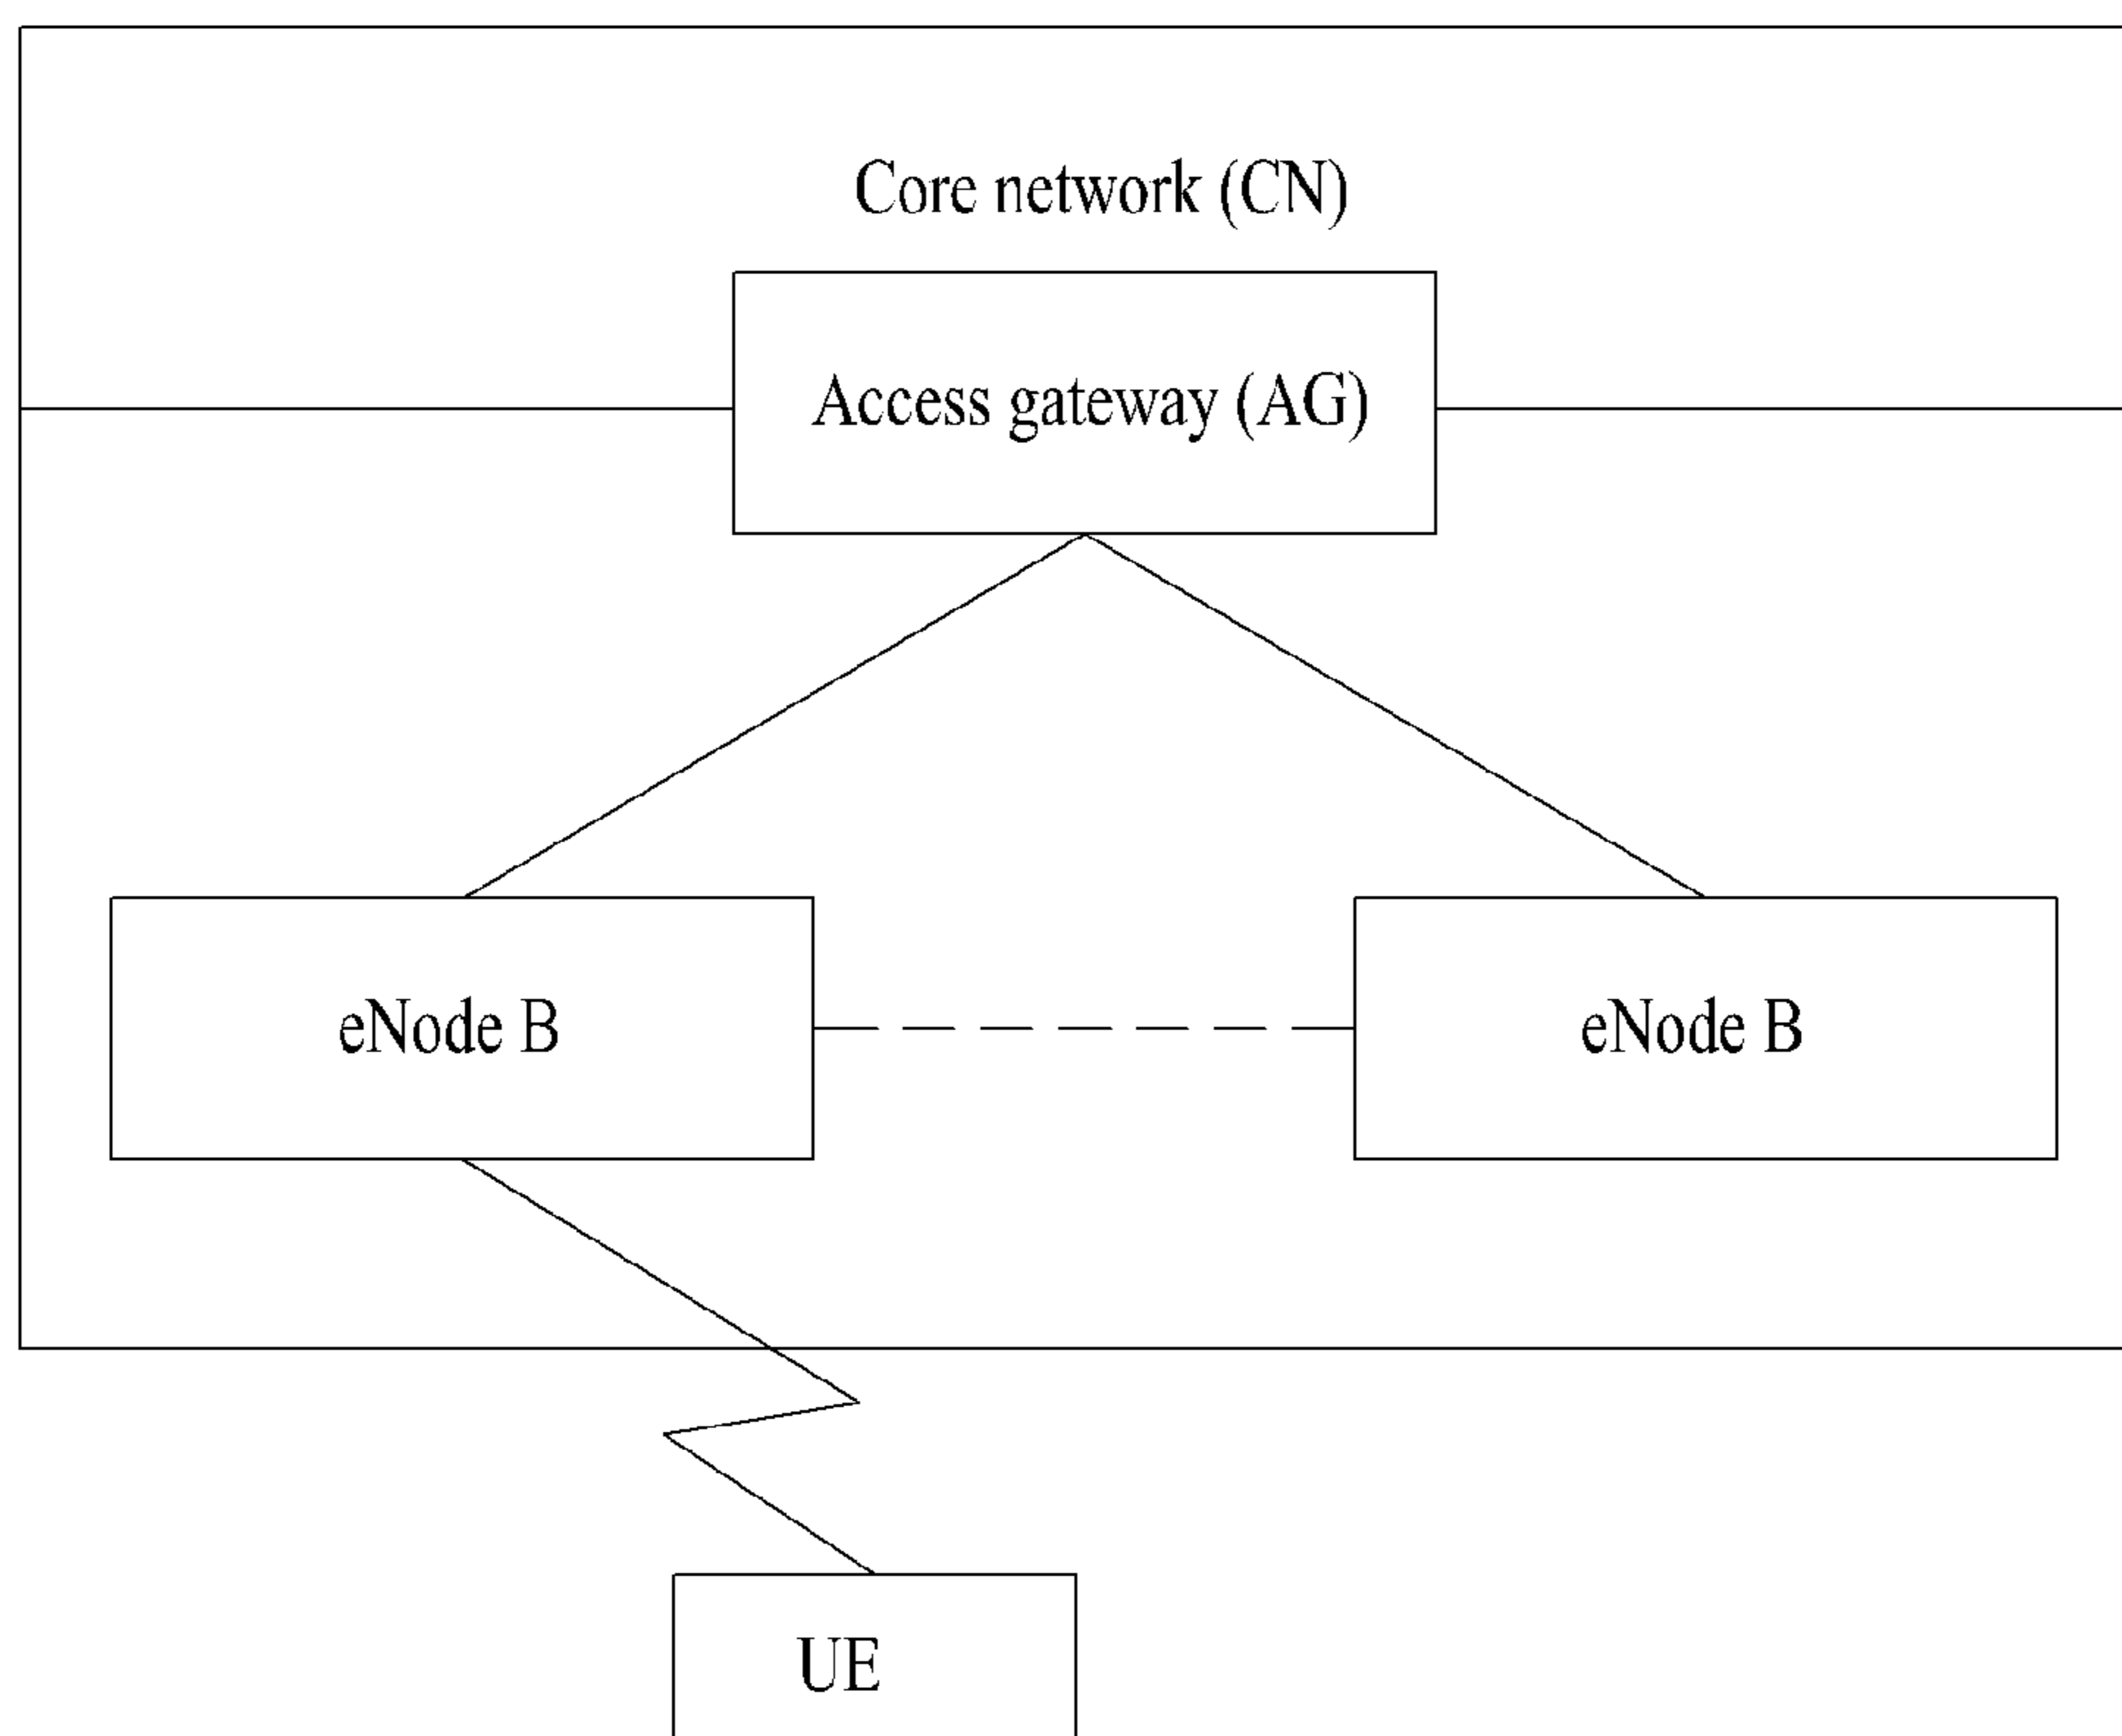 Core network (CN)
Access gateway (AG)
eNode B
eNode B
UE